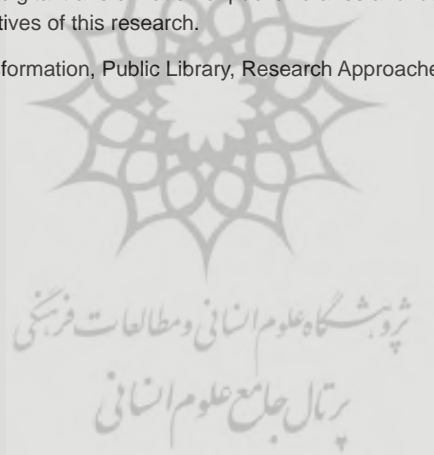 tives of this research.
formation, Public Library, Research Approache
پژوهشگاه علوم انسانی و مطالعات فرهنگی
پرتال جامع علوم انسانی